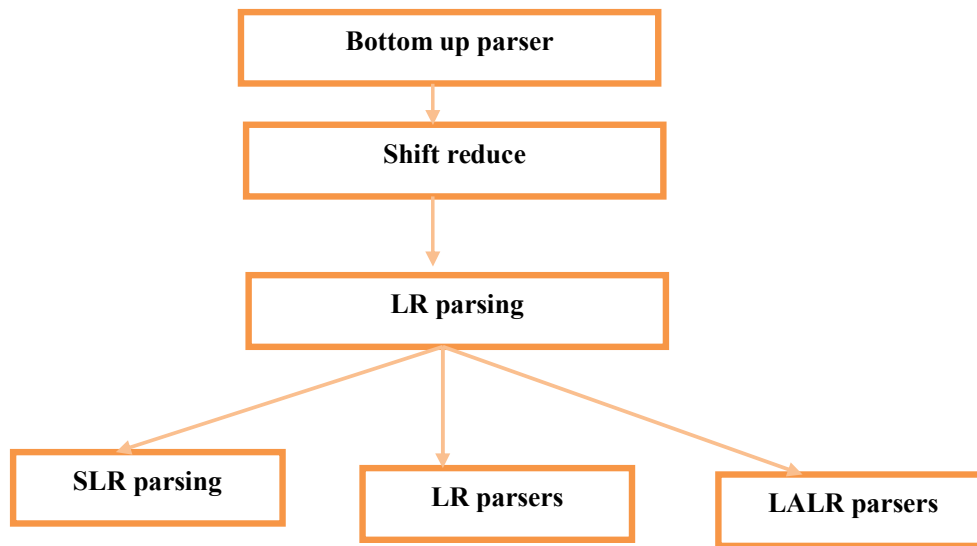 Bottom up parser
Shift reduce
LR parsing
SLR parsing
LR parsers
LALR parsers